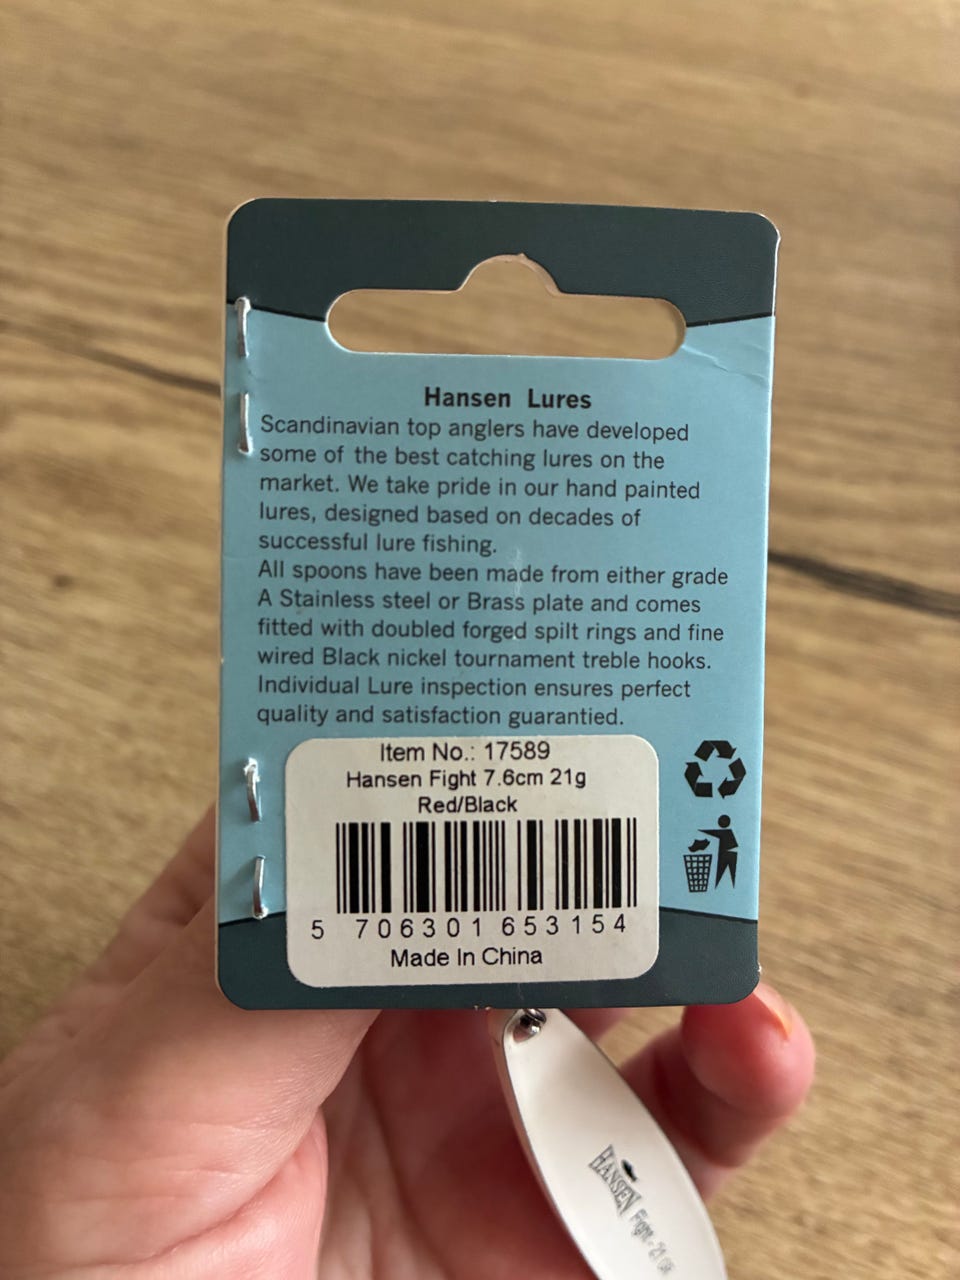 Hansen Lures
Scandinavian top anglers have developed
some of the best catching lures on the
market. We take pride in our hand painted
lures, designed based on decades of
successful lure fishing.
All spoons have been made from either grade
A Stainless steel or Brass plate and comes
fitted with doubled forged spilt rings and fine
wired Black nickel tournament treble hooks.
Individual Lure inspection ensures perfect
quality and satisfaction guarantied.
Item No.: 17589
Hansen Fight 7.6cm 21g
Red/Black
5 706301 653154
Made In China
HANSEN
Fight - 21 GR